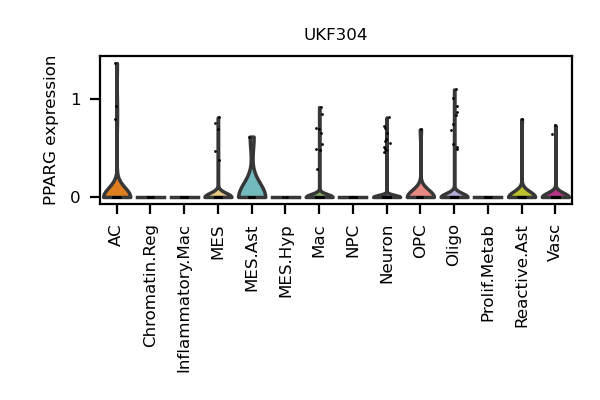 UKF304
PPARG expression
1
0
AC
Chromatin.Reg
Inflammatory.Mac
MES
MES.Ast
MES.Hyp
Mac
NPC
Neuron
OPC
Oligo
Prolif.Metab
Reactive.Ast
Vasc